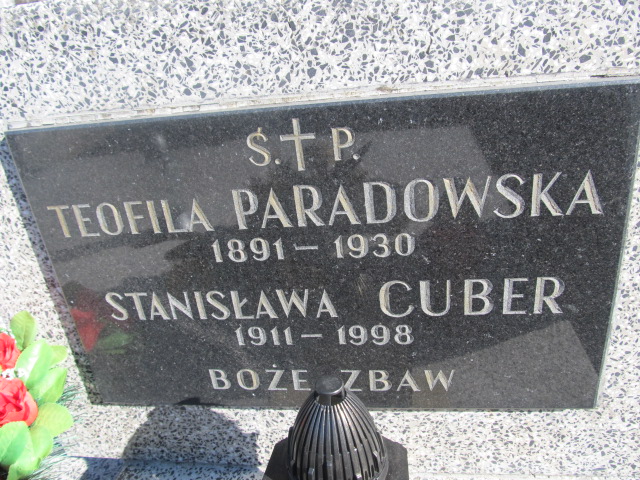 Ś. † P.
TEOFILA PARADOWSKA
1891 – 1930
STANISŁAWA CUBER
1911 – 1998
BOŻE ZBAW